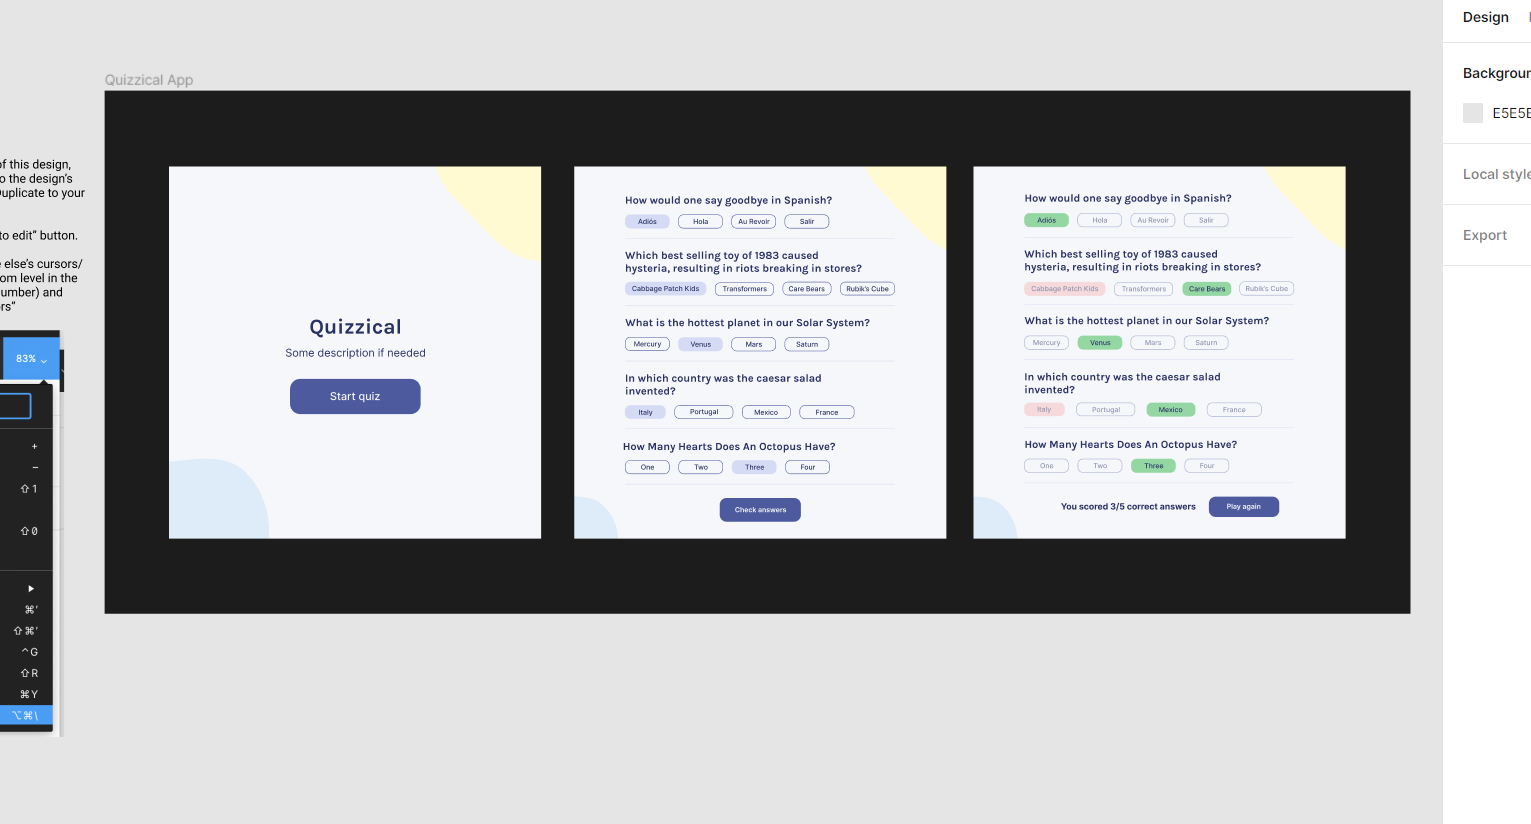 Design
Backgroun
E5E5E
Local style
Export
Quizzical App
of this design,
o the design's
Duplicate to your
to edit" button.
e else's cursors/
om level in the
umber) and
rs"
83%
+
−
⇧1
⇧0
⌘'
⇧⌘'
^G
⇧R
⌘Y
⌥⌘\
Quizzical
Some description if needed
Start quiz
How would one say goodbye in Spanish?
Adiós Hola Au Revoir Salir
Which best selling toy of 1983 caused
hysteria, resulting in riots breaking in stores?
Cabbage Patch Kids Transformers Care Bears Rubik's Cube
What is the hottest planet in our Solar System?
Mercury Venus Mars Saturn
In which country was the caesar salad
invented?
Italy Portugal Mexico France
How Many Hearts Does An Octopus Have?
One Two Three Four
Check answers
How would one say goodbye in Spanish?
Adiós Hola Au Revoir Salir
Which best selling toy of 1983 caused
hysteria, resulting in riots breaking in stores?
Cabbage Patch Kids Transformers Care Bears Rubik's Cube
What is the hottest planet in our Solar System?
Mercury Venus Mars Saturn
In which country was the caesar salad
invented?
Italy Portugal Mexico France
How Many Hearts Does An Octopus Have?
One Two Three Four
You scored 3/5 correct answers Play again